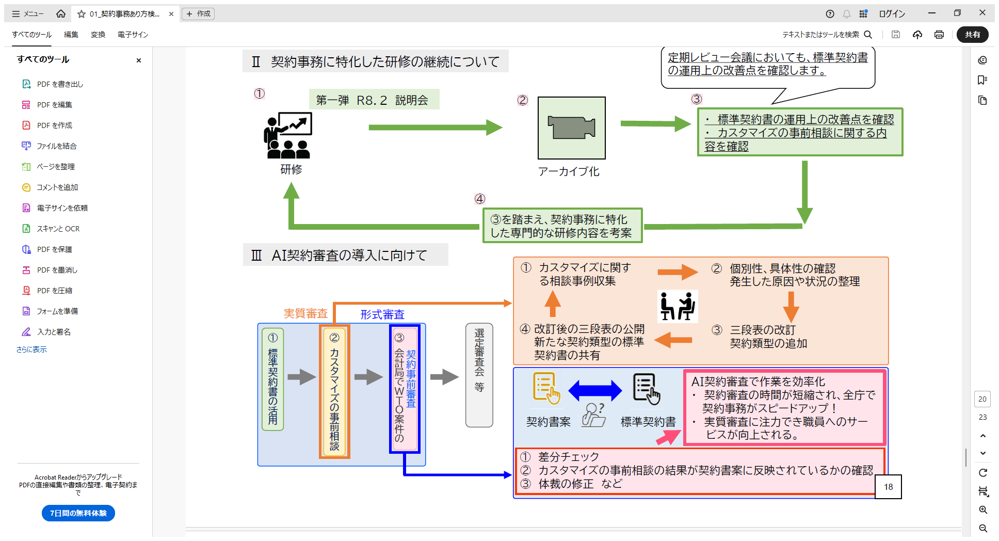 メニュー
01_契約事務あり方検...
作成
ログイン
すべてのツール
編集
変換
電子サイン
テキストまたはツールを検索
共有
すべてのツール
PDF を書き出し
PDF を編集
PDF を作成
ファイルを結合
ページを整理
コメントを追加
電子サインを依頼
スキャンと OCR
PDF を保護
PDF を墨消し
PDF を圧縮
フォームを準備
入力と署名
さらに表示
Acrobat Readerからアップグレード
PDFの直接編集や書類の整理、電子契約ま
で
7日間の無料体験
Ⅱ 契約事務に特化した研修の継続について
定期レビュー会議においても、標準契約書
の運用上の改善点を確認します。
①
第一弾 R8.2 説明会
研修
②
アーカイブ化
③
・ 標準契約書の運用上の改善点を確認
・ カスタマイズの事前相談に関する内
容を確認
④
③を踏まえ、契約事務に特化
した専門的な研修内容を考案
Ⅲ AI契約審査の導入に向けて
実質審査
形式審査
① 標準契約書の活用
② カスタマイズの事前相談
③ 会計局でWTO案件の
契約事前審査
選定審査会 等
① カスタマイズに関す
る相談事例収集
② 個別性、具体性の確認
発生した原因や状況の整理
③ 三段表の改訂
契約類型の追加
④ 改訂後の三段表の公開
新たな契約類型の標準
契約書の共有
契約書案
?
標準契約書
AI契約審査で作業を効率化
・ 契約審査の時間が短縮され、全庁で
契約事務がスピードアップ！
・ 実質審査に注力でき職員へのサー
ビスが向上される。
① 差分チェック
② カスタマイズの事前相談の結果が契約書案に反映されているかの確認
③ 体裁の修正 など
18
20
23